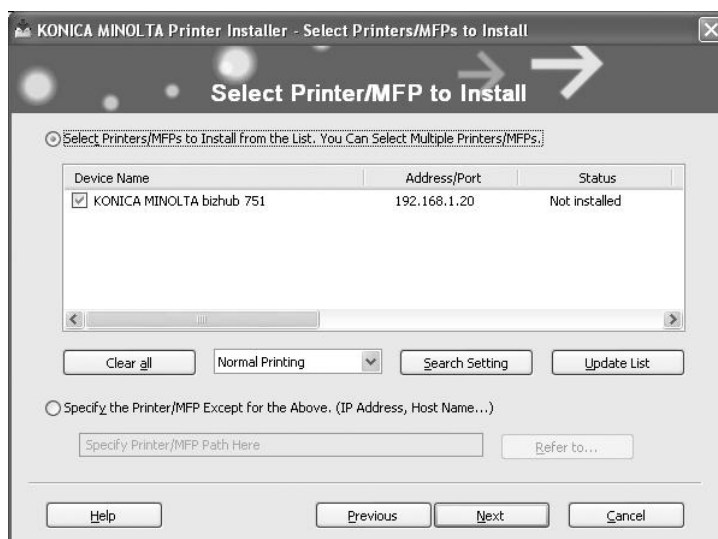 KONICA MINOLTA Printer Installer - Select Printers/MFPs to Install
Select Printer/MFP to Install
Select Printers/MFPs to Install from the List. You Can Select Multiple Printers/MFPs.
Device Name Address/Port Status
KONICA MINOLTA bizhub 751 192.168.1.20 Not installed
Clear all Normal Printing Search Setting Update List
Specify the Printer/MFP Except for the Above. (IP Address, Host Name...)
Specify Printer/MFP Path Here Refer to...
Help Previous Next Cancel